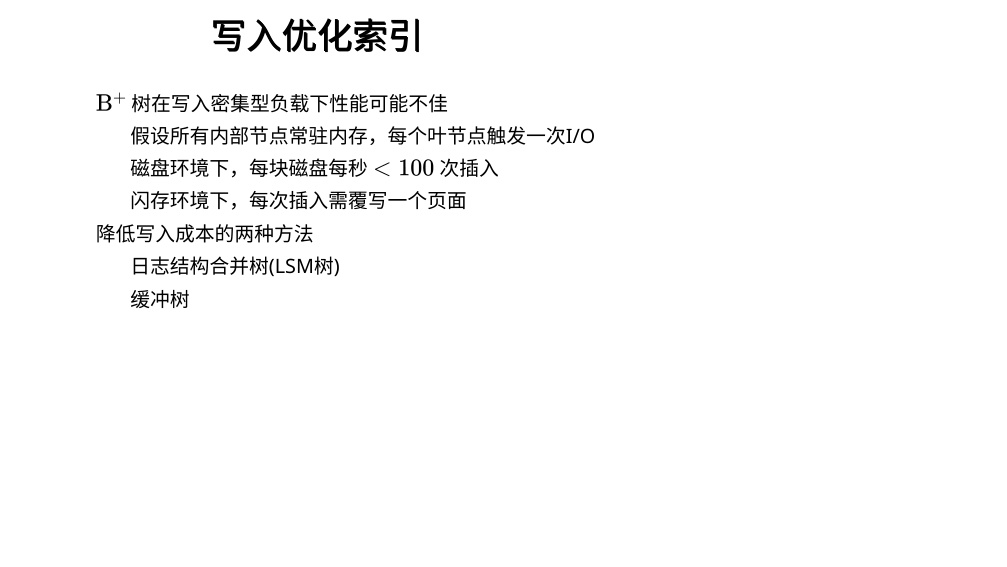 写入优化索引
B⁺ 树在写入密集型负载下性能可能不佳
假设所有内部节点常驻内存，每个叶节点触发一次I/O
磁盘环境下，每块磁盘每秒 < 100 次插入
闪存环境下，每次插入需覆写一个页面
降低写入成本的两种方法
日志结构合并树(LSM树)
缓冲树